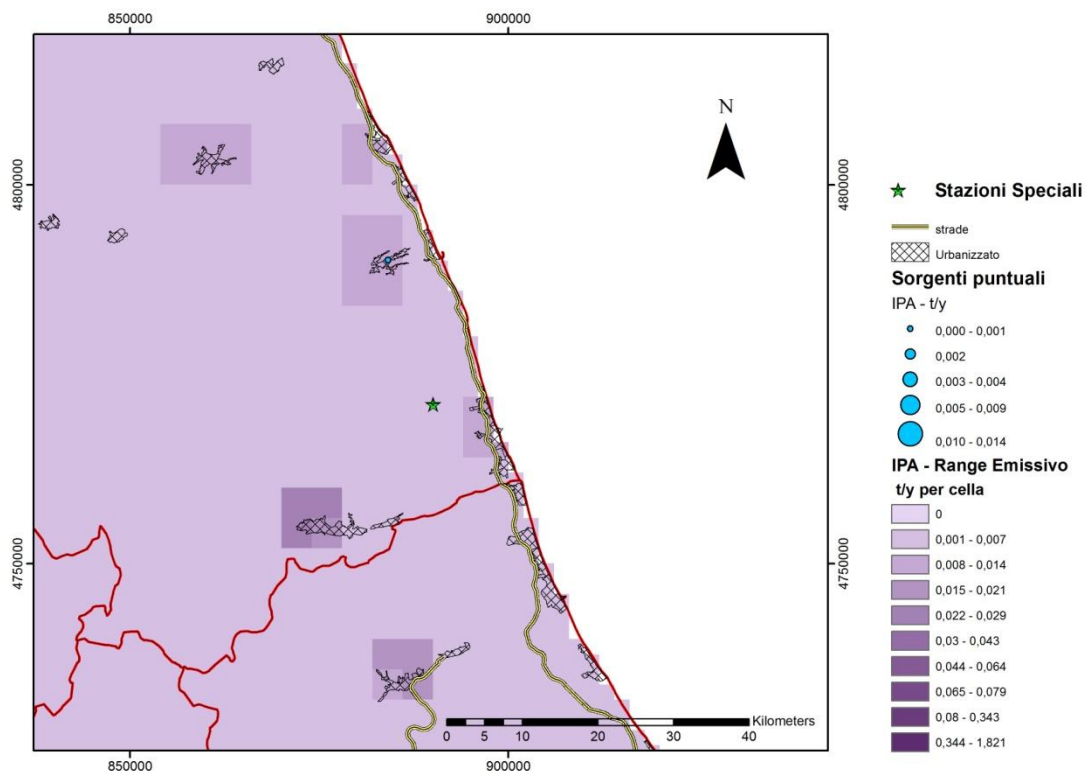 850000
900000
4800000
4800000
4750000
4750000
N
0 5 10 20 30 40
Kilometers
850000
900000
Stazioni Speciali
strade
Urbanizzato
Sorgenti puntuali
IPA - t/y
0,000 - 0,001
0,002
0,003 - 0,004
0,005 - 0,009
0,010 - 0,014
IPA - Range Emissivo
t/y per cella
0
0,001 - 0,007
0,008 - 0,014
0,015 - 0,021
0,022 - 0,029
0,03 - 0,043
0,044 - 0,064
0,065 - 0,079
0,08 - 0,343
0,344 - 1,821